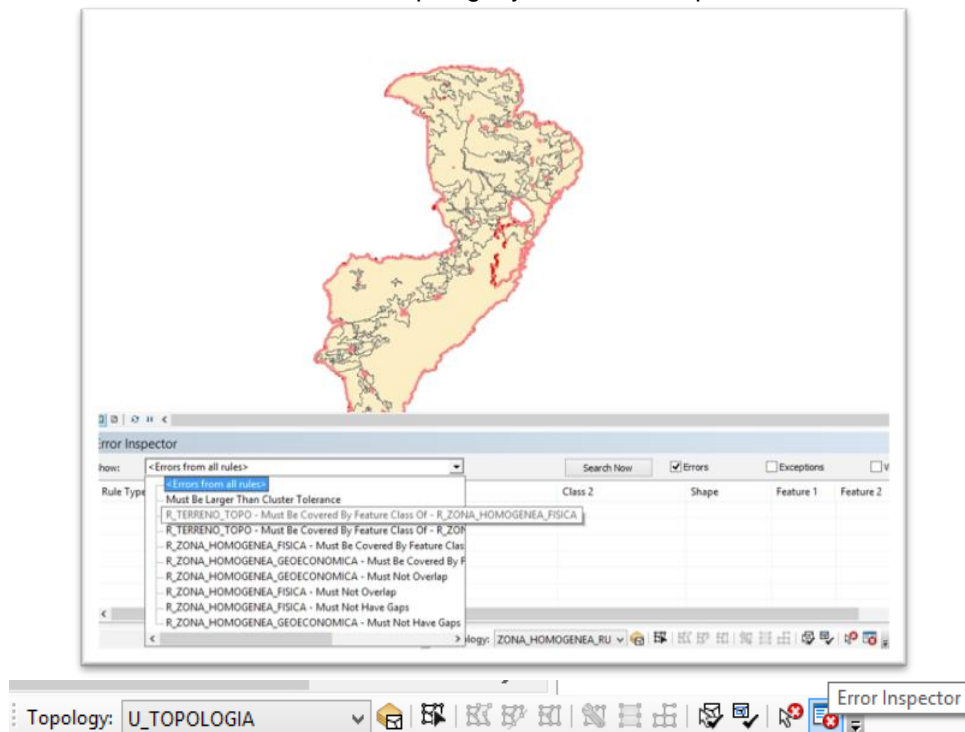 Error Inspector
how:
<Errors from all rules>
Search Now
Errors
Exceptions
V
Rule Type
Class 2
Shape
Feature 1
Feature 2
<Errors from all rules>
Must Be Larger Than Cluster Tolerance
R_TERRENO_TOPO - Must Be Covered By Feature Class Of - R_ZONA_HOMOGENEA_FISICA
R_TERRENO_TOPO - Must Be Covered By Feature Class Of - R_ZON
R_ZONA_HOMOGENEA_FISICA - Must Be Covered By Feature Clas
R_ZONA_HOMOGENEA_GEOECONOMICA - Must Be Covered By F
R_ZONA_HOMOGENEA_GEOECONOMICA - Must Not Overlap
R_ZONA_HOMOGENEA_FISICA - Must Not Overlap
R_ZONA_HOMOGENEA_FISICA - Must Not Have Gaps
R_ZONA_HOMOGENEA_GEOECONOMICA - Must Not Have Gaps
ology: ZONA_HOMOGENEA_RU
Error Inspector
Topology: U_TOPOLOGIA